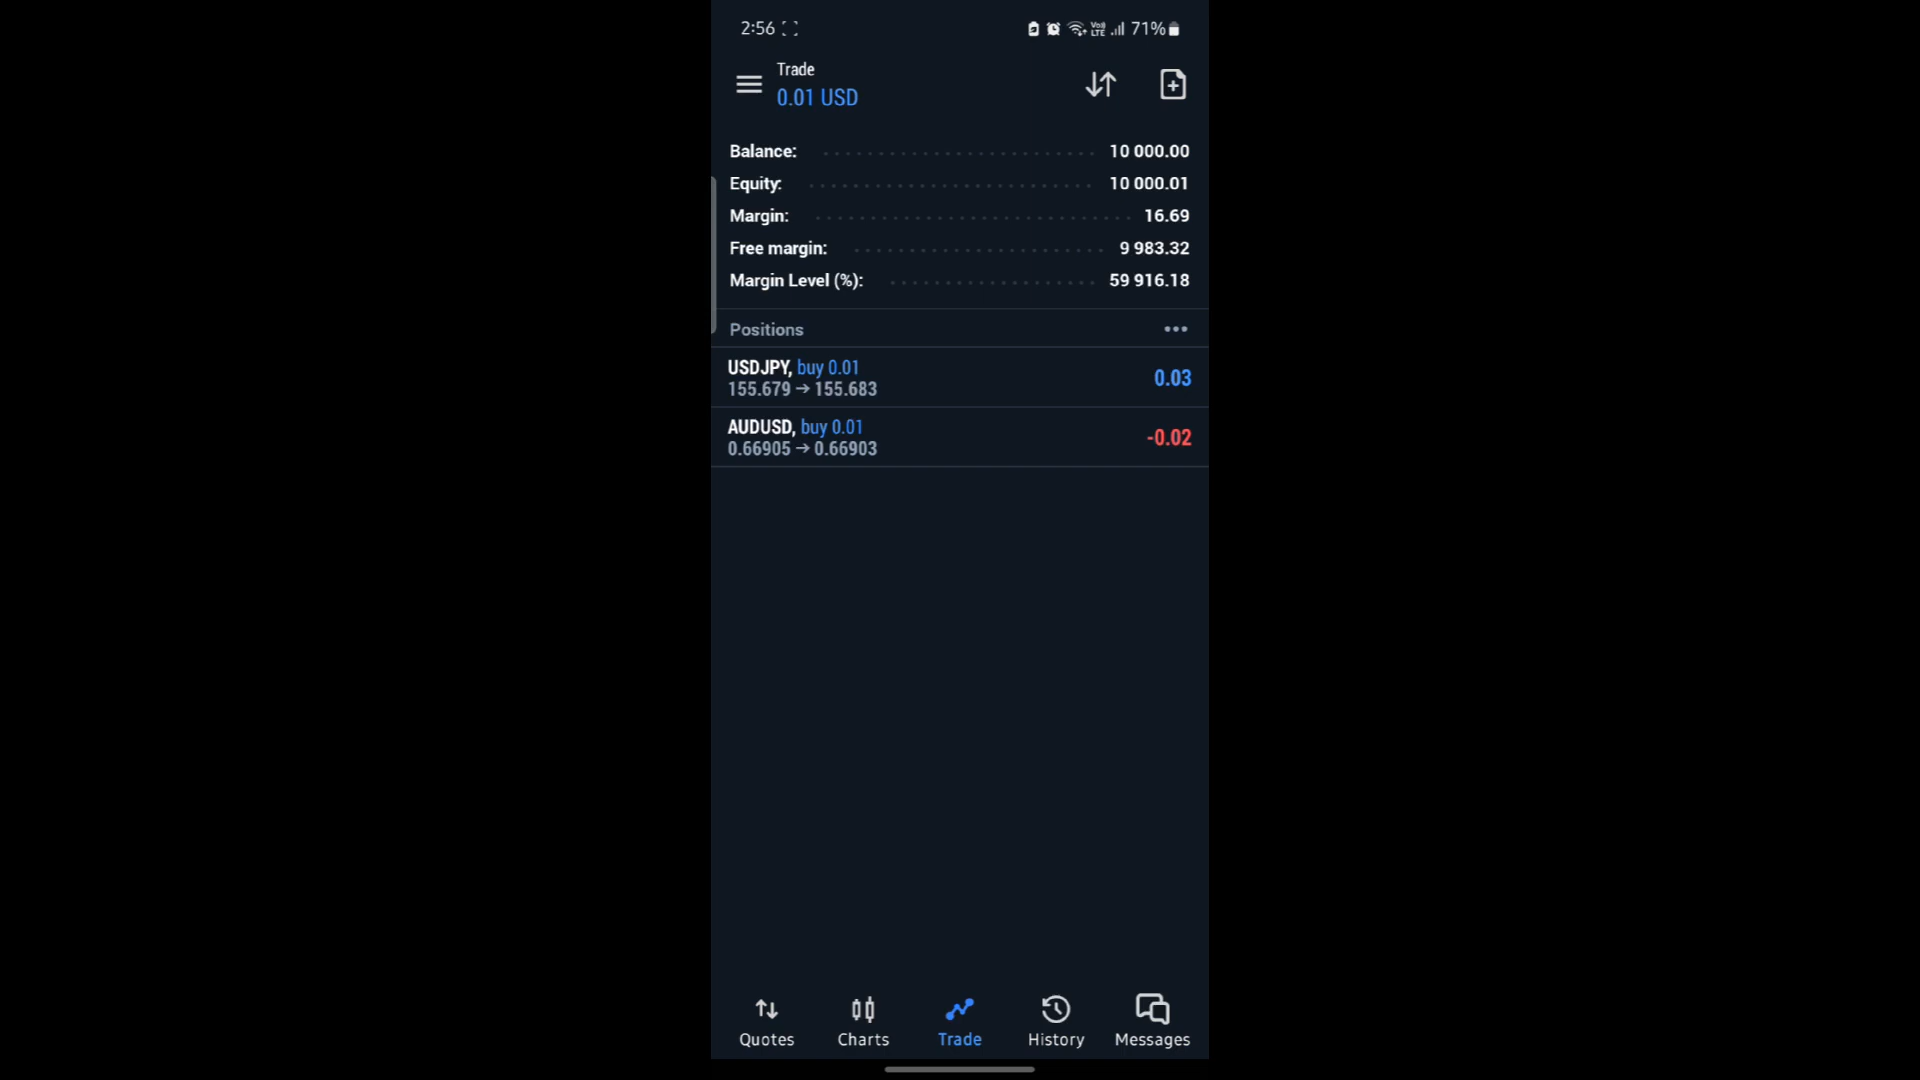 2:56 71%
Trade
0.01 USD
Balance: 10 000.00
Equity: 10 000.01
Margin: 16.69
Free margin: 9 983.32
Margin Level (%): 59 916.18
Positions
USDJPY, buy 0.01
155.679 → 155.683 0.03
AUDUSD, buy 0.01
0.66905 → 0.66903 -0.02
Quotes Charts Trade History Messages